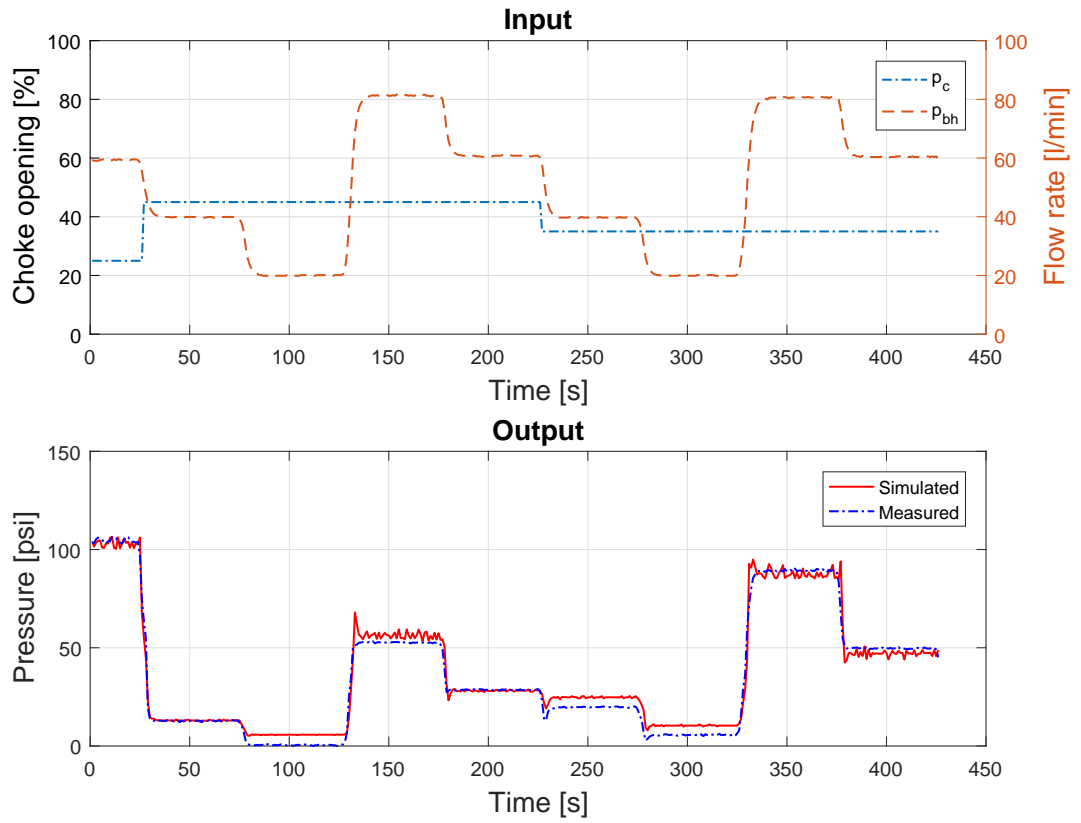 Input
Choke opening [%]
100
80
60
40
20
0
p_c
p_bh
100
80
60
40
20
0
Flow rate [l/min]
0 50 100 150 200 250 300 350 400 450
Time [s]
Output
Pressure [psi]
150
100
50
0
Simulated
Measured
0 50 100 150 200 250 300 350 400 450
Time [s]